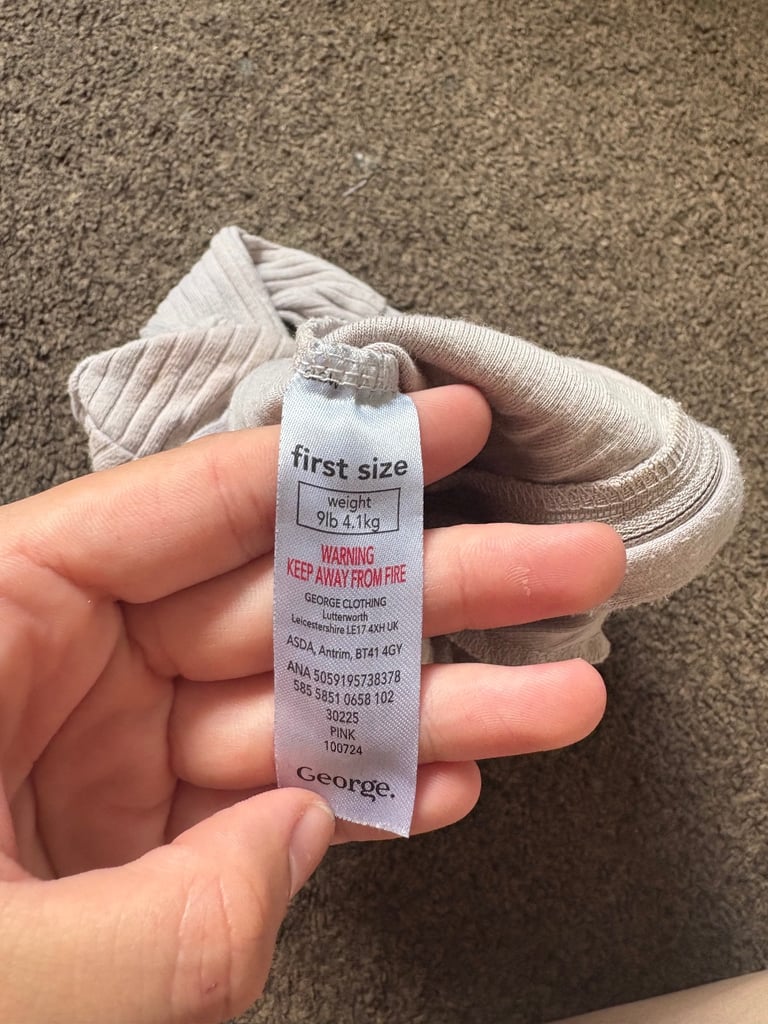 first size
weight
9lb 4.1kg
WARNING
KEEP AWAY FROM FIRE
GEORGE CLOTHING
Lutterworth
Leicestershire LE17 4XH UK
ASDA, Antrim, BT41 4GY
ANA 5059195738378
585 5851 0658 102
30225
PINK
100724
George.